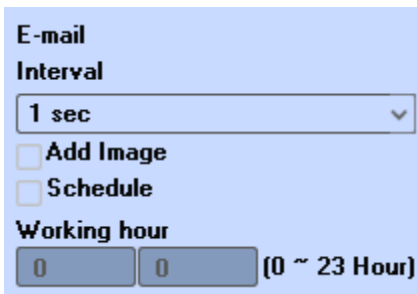 E-mail
Interval
1 sec
Add Image
Schedule
Working hour
0 0 (0 ~ 23 Hour)